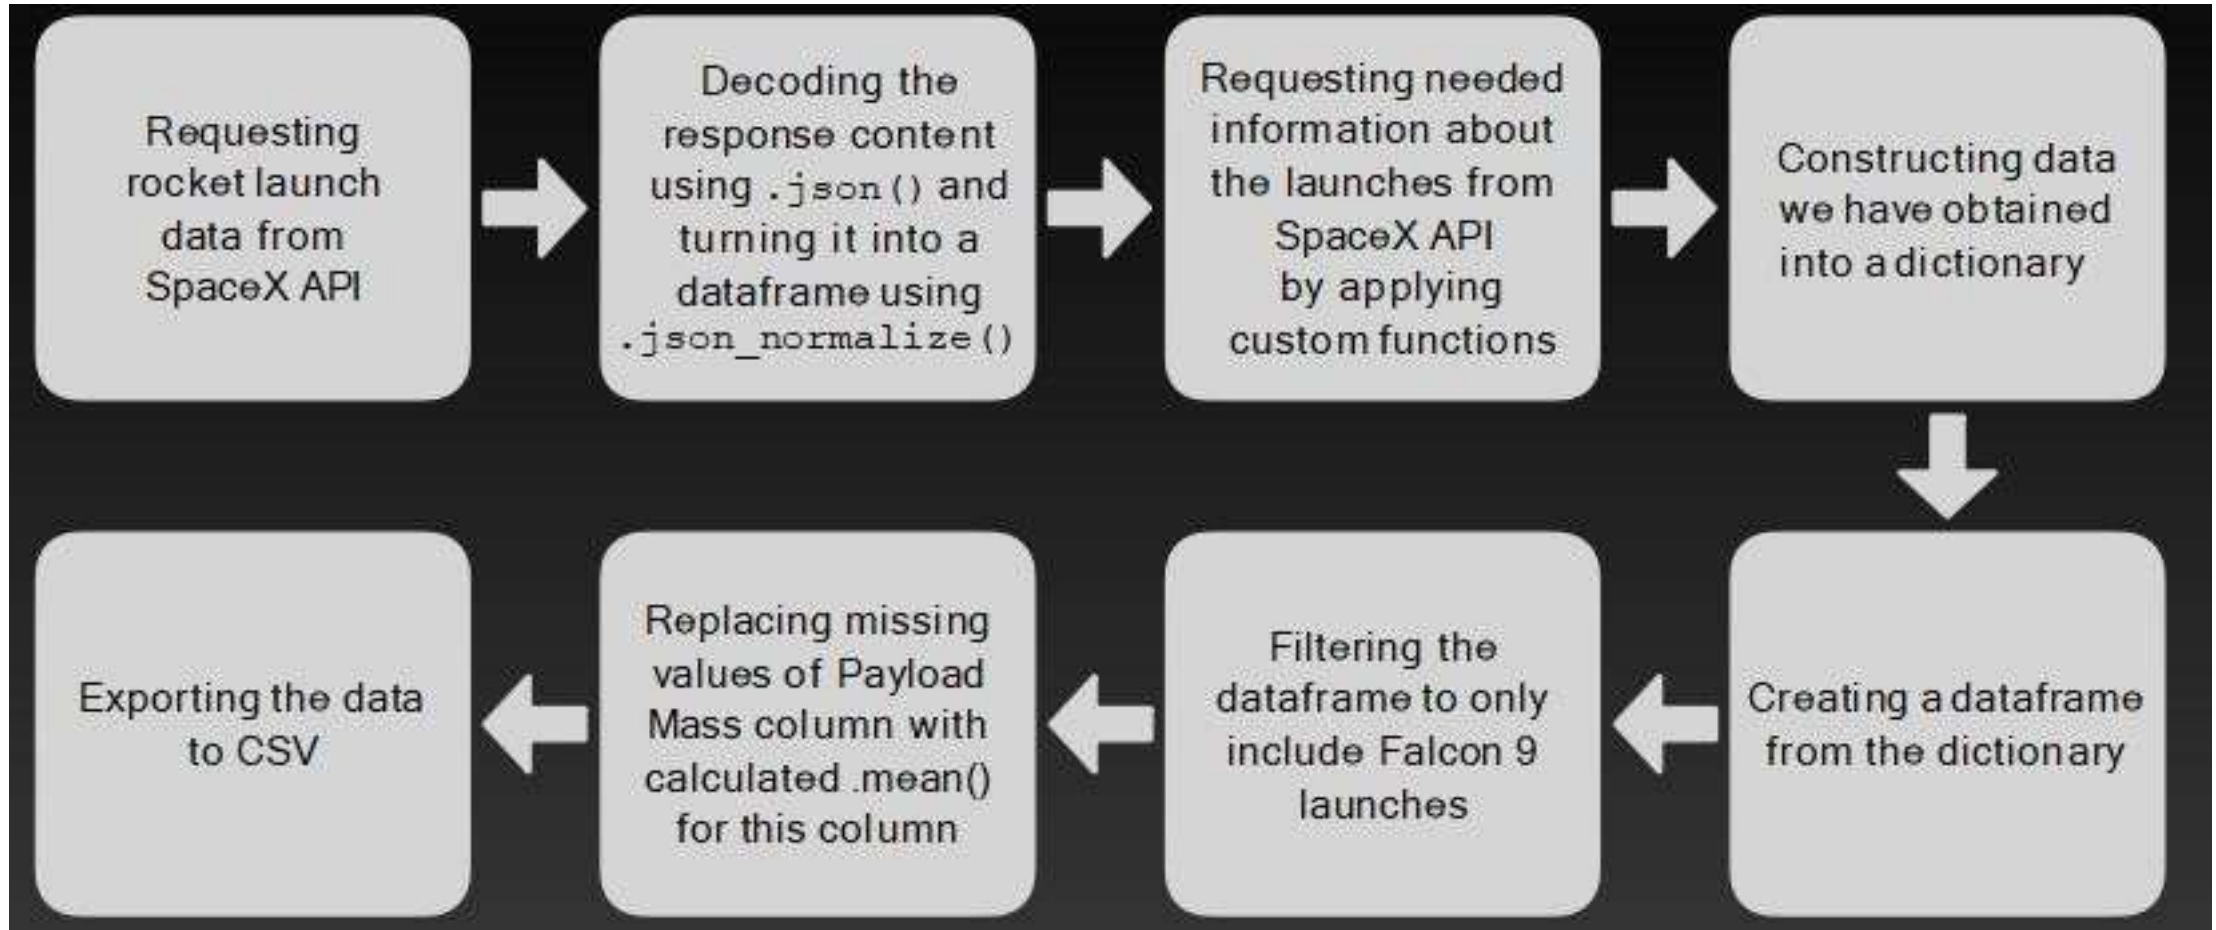 Requesting
rocket launch
data from
SpaceX API
Decoding the
response content
using .json() and
turning it into a
dataframe using
.json_normalize()
Requesting needed
information about
the launches from
SpaceX API
by applying
custom functions
Constructing data
we have obtained
into a dictionary
Creating a dataframe
from the dictionary
Filtering the
dataframe to only
include Falcon 9
launches
Replacing missing
values of Payload
Mass column with
calculated .mean()
for this column
Exporting the data
to CSV